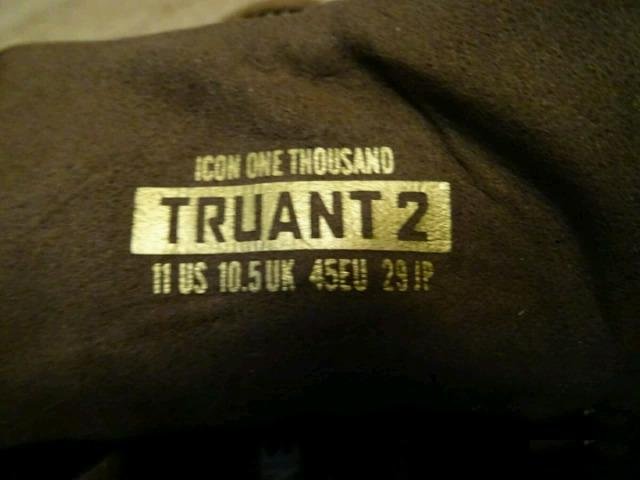 ICON ONE THOUSAND
TRUANT 2
11 US 10.5 UK 45EU 29 JP